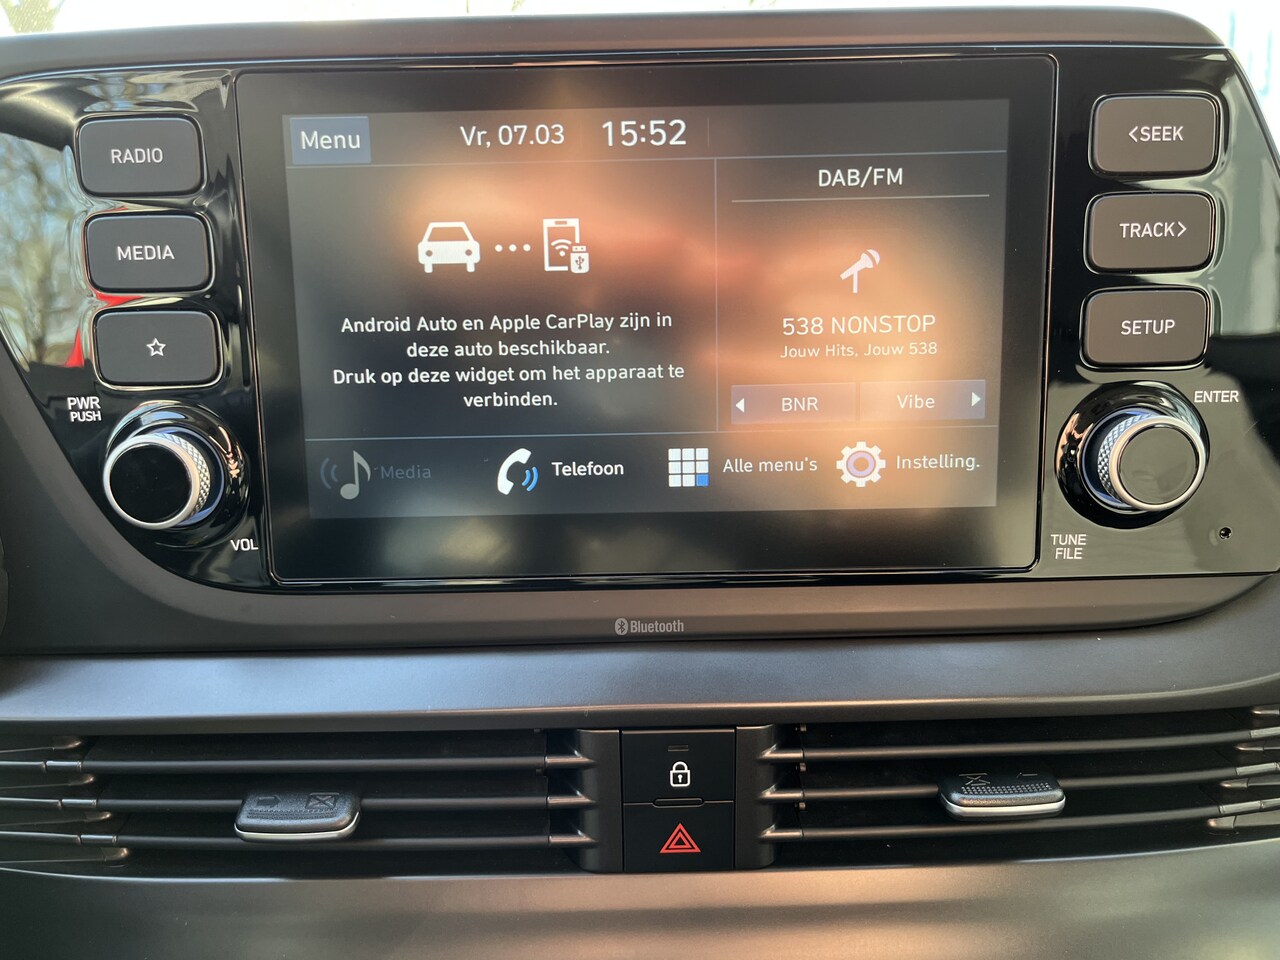 RADIO
MEDIA
PWR
PUSH
VOL
Menu
Vr, 07.03
15:52
Android Auto en Apple CarPlay zijn in
deze auto beschikbaar.
Druk op deze widget om het apparaat te
verbinden.
DAB/FM
538 NONSTOP
Jouw Hits, Jouw 538
BNR
Vibe
Media
Telefoon
Alle menu's
Instelling.
<SEEK
TRACK>
SETUP
ENTER
TUNE
FILE
Bluetooth